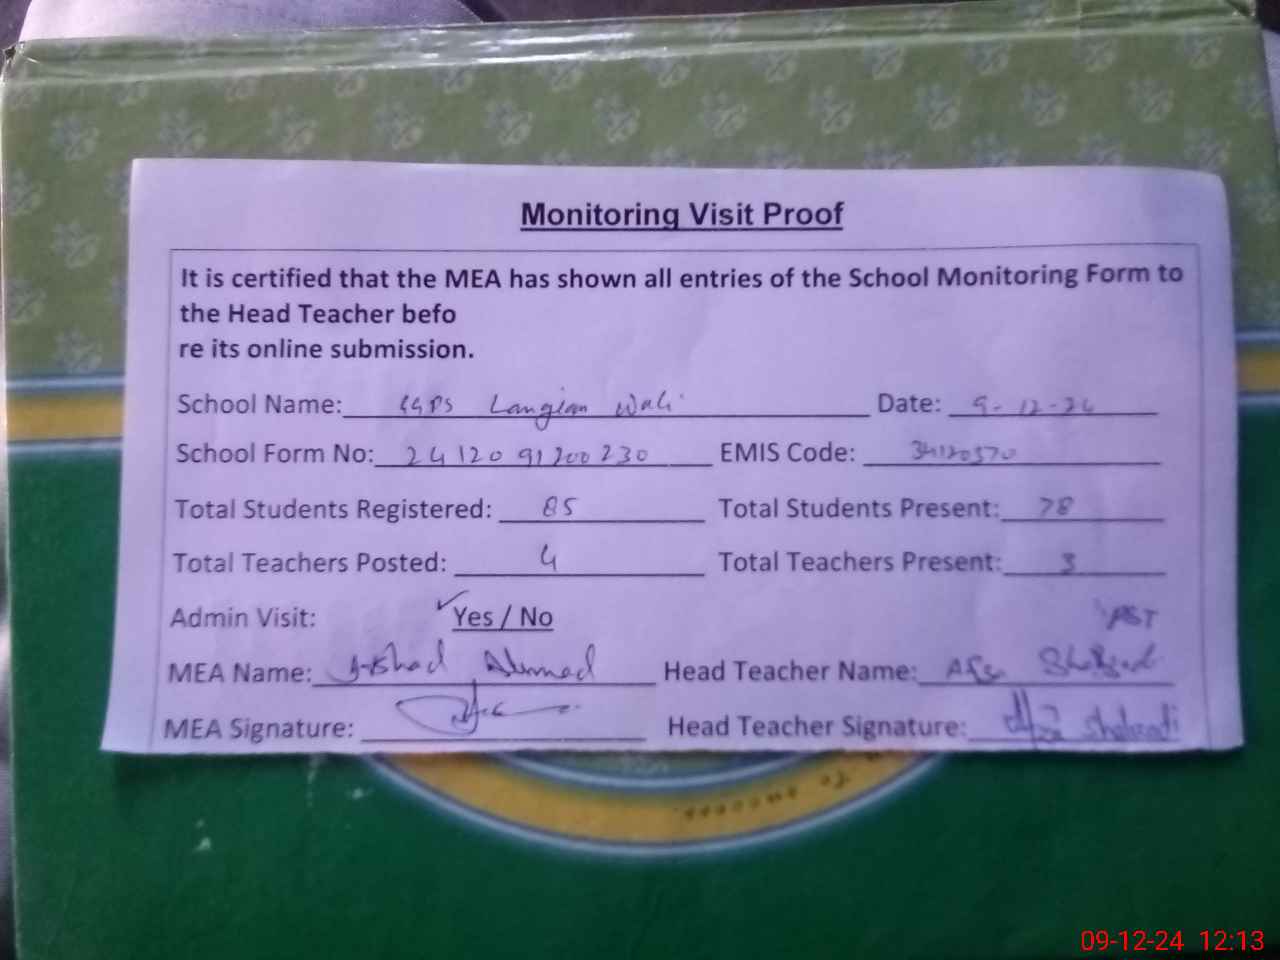 Monitoring Visit Proof
It is certified that the MEA has shown all entries of the School Monitoring Form to
the Head Teacher befo
re its online submission.
School Name: GGPS Langian Wali Date: 9-12-24
School Form No: 24120 91200230 EMIS Code: 34120570
Total Students Registered: 85 Total Students Present: 78
Total Teachers Posted: 4 Total Teachers Present: 3
Admin Visit: ✓Yes / No
PST
MEA Name: Arshad Ahmad Head Teacher Name:
MEA Signature: Head Teacher Signature:
09-12-24 12:13